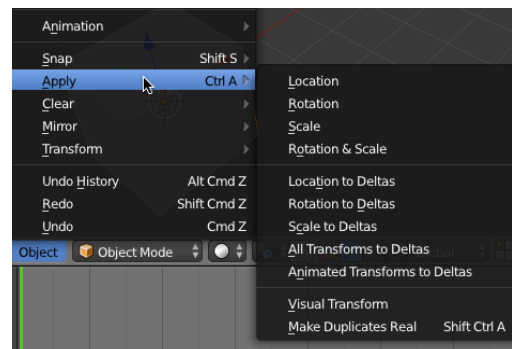 Animation
Snap Shift S
Apply Ctrl A
Clear
Mirror
Transform
Undo History Alt Cmd Z
Redo Shift Cmd Z
Undo Cmd Z
Location
Rotation
Scale
Rotation & Scale
Location to Deltas
Rotation to Deltas
Scale to Deltas
All Transforms to Deltas
Animated Transforms to Deltas
Visual Transform
Make Duplicates Real Shift Ctrl A
Object Object Mode